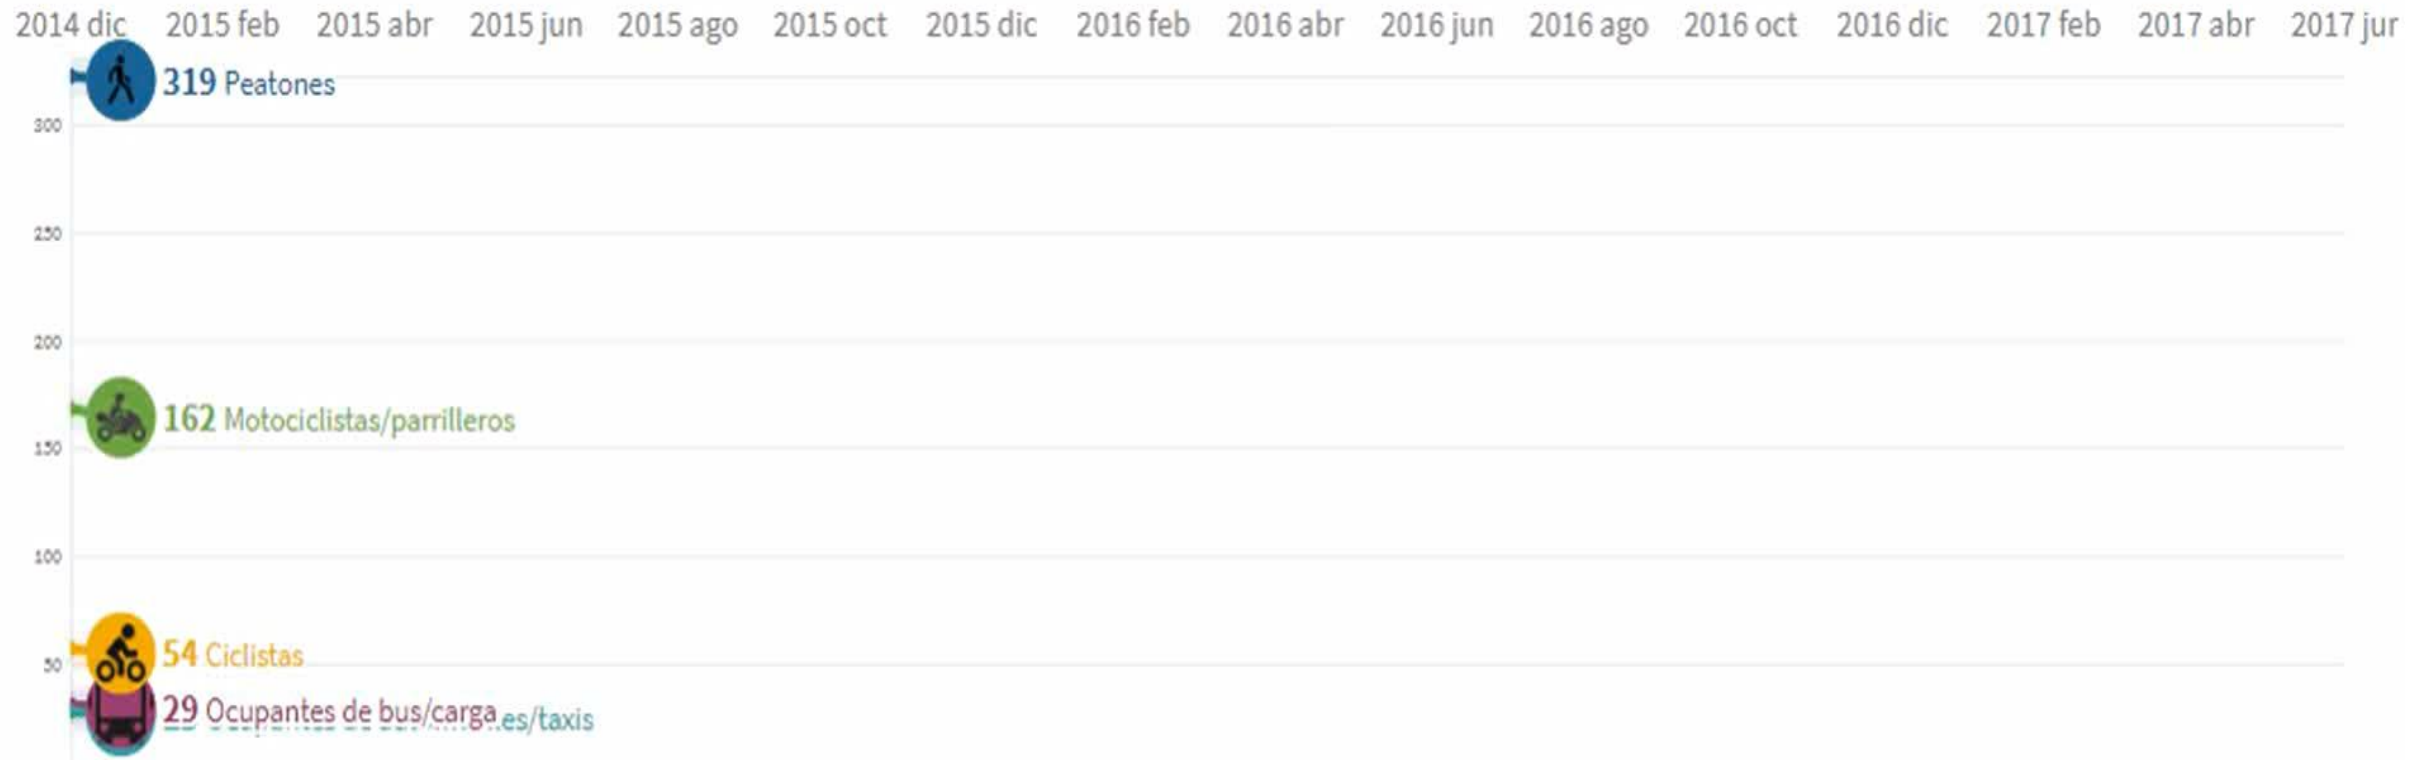 2014 dic 2015 feb 2015 abr 2015 jun 2015 ago 2015 oct 2015 dic 2016 feb 2016 abr 2016 jun 2016 ago 2016 oct 2016 dic 2017 feb 2017 abr 2017 jur
319 Peatones
300
250
200
162 Motociclistas/parrilleros
150
100
54 Ciclistas
50
29 Ocupantes de bus/carga
es/taxis